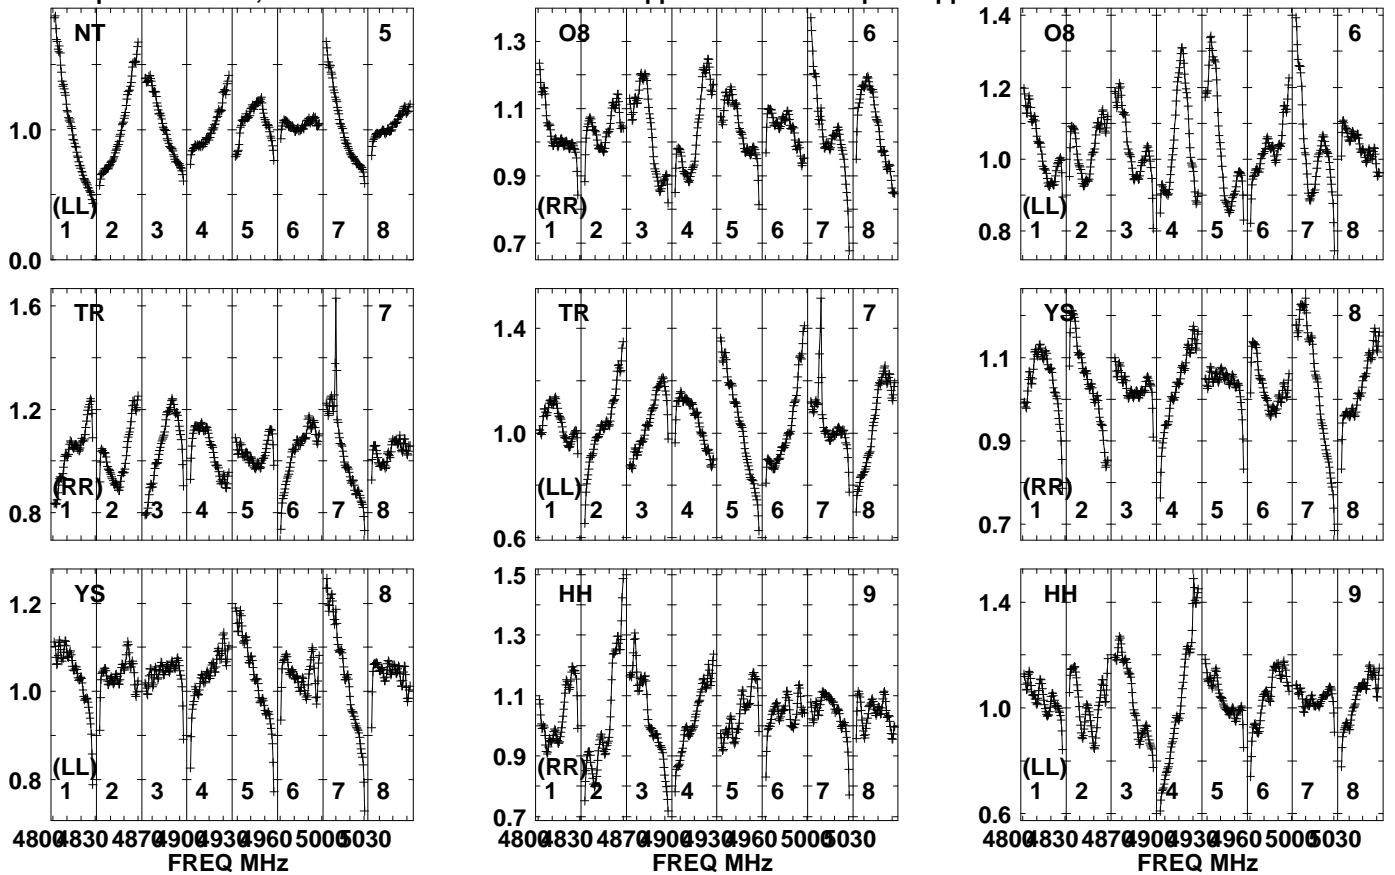 NT 5
1.0
(LL)
1 2 3 4 5 6 7 8
0.0
O8 6
1.3
1.1
0.9
(RR)
1 2 3 4 5 6 7 8
0.7
1.4
O8 6
1.2
1.0
(LL)
0.8
1 2 3 4 5 6 7 8
1.6
TR 7
1.2
(RR)
0.8
1 2 3 4 5 6 7 8
TR 7
1.4
1.0
(LL)
1 2 3 4 5 6 7 8
0.6
YS 8
1.1
0.9
(RR)
1 2 3 4 5 6 7 8
0.7
YS 8
1.2
1.0
(LL)
0.8
1 2 3 4 5 6 7 8
4800 4830 4870 4900 4930 4960 5000 5030
FREQ MHz
1.5
HH 9
1.3
1.1
0.9
(RR)
1 2 3 4 5 6 7 8
0.7
4800 4830 4870 4900 4930 4960 5000 5030
FREQ MHz
HH 9
1.4
1.0
(LL)
1 2 3 4 5 6 7 8
0.6
4800 4830 4870 4900 4930 4960 5000 5030
FREQ MHz